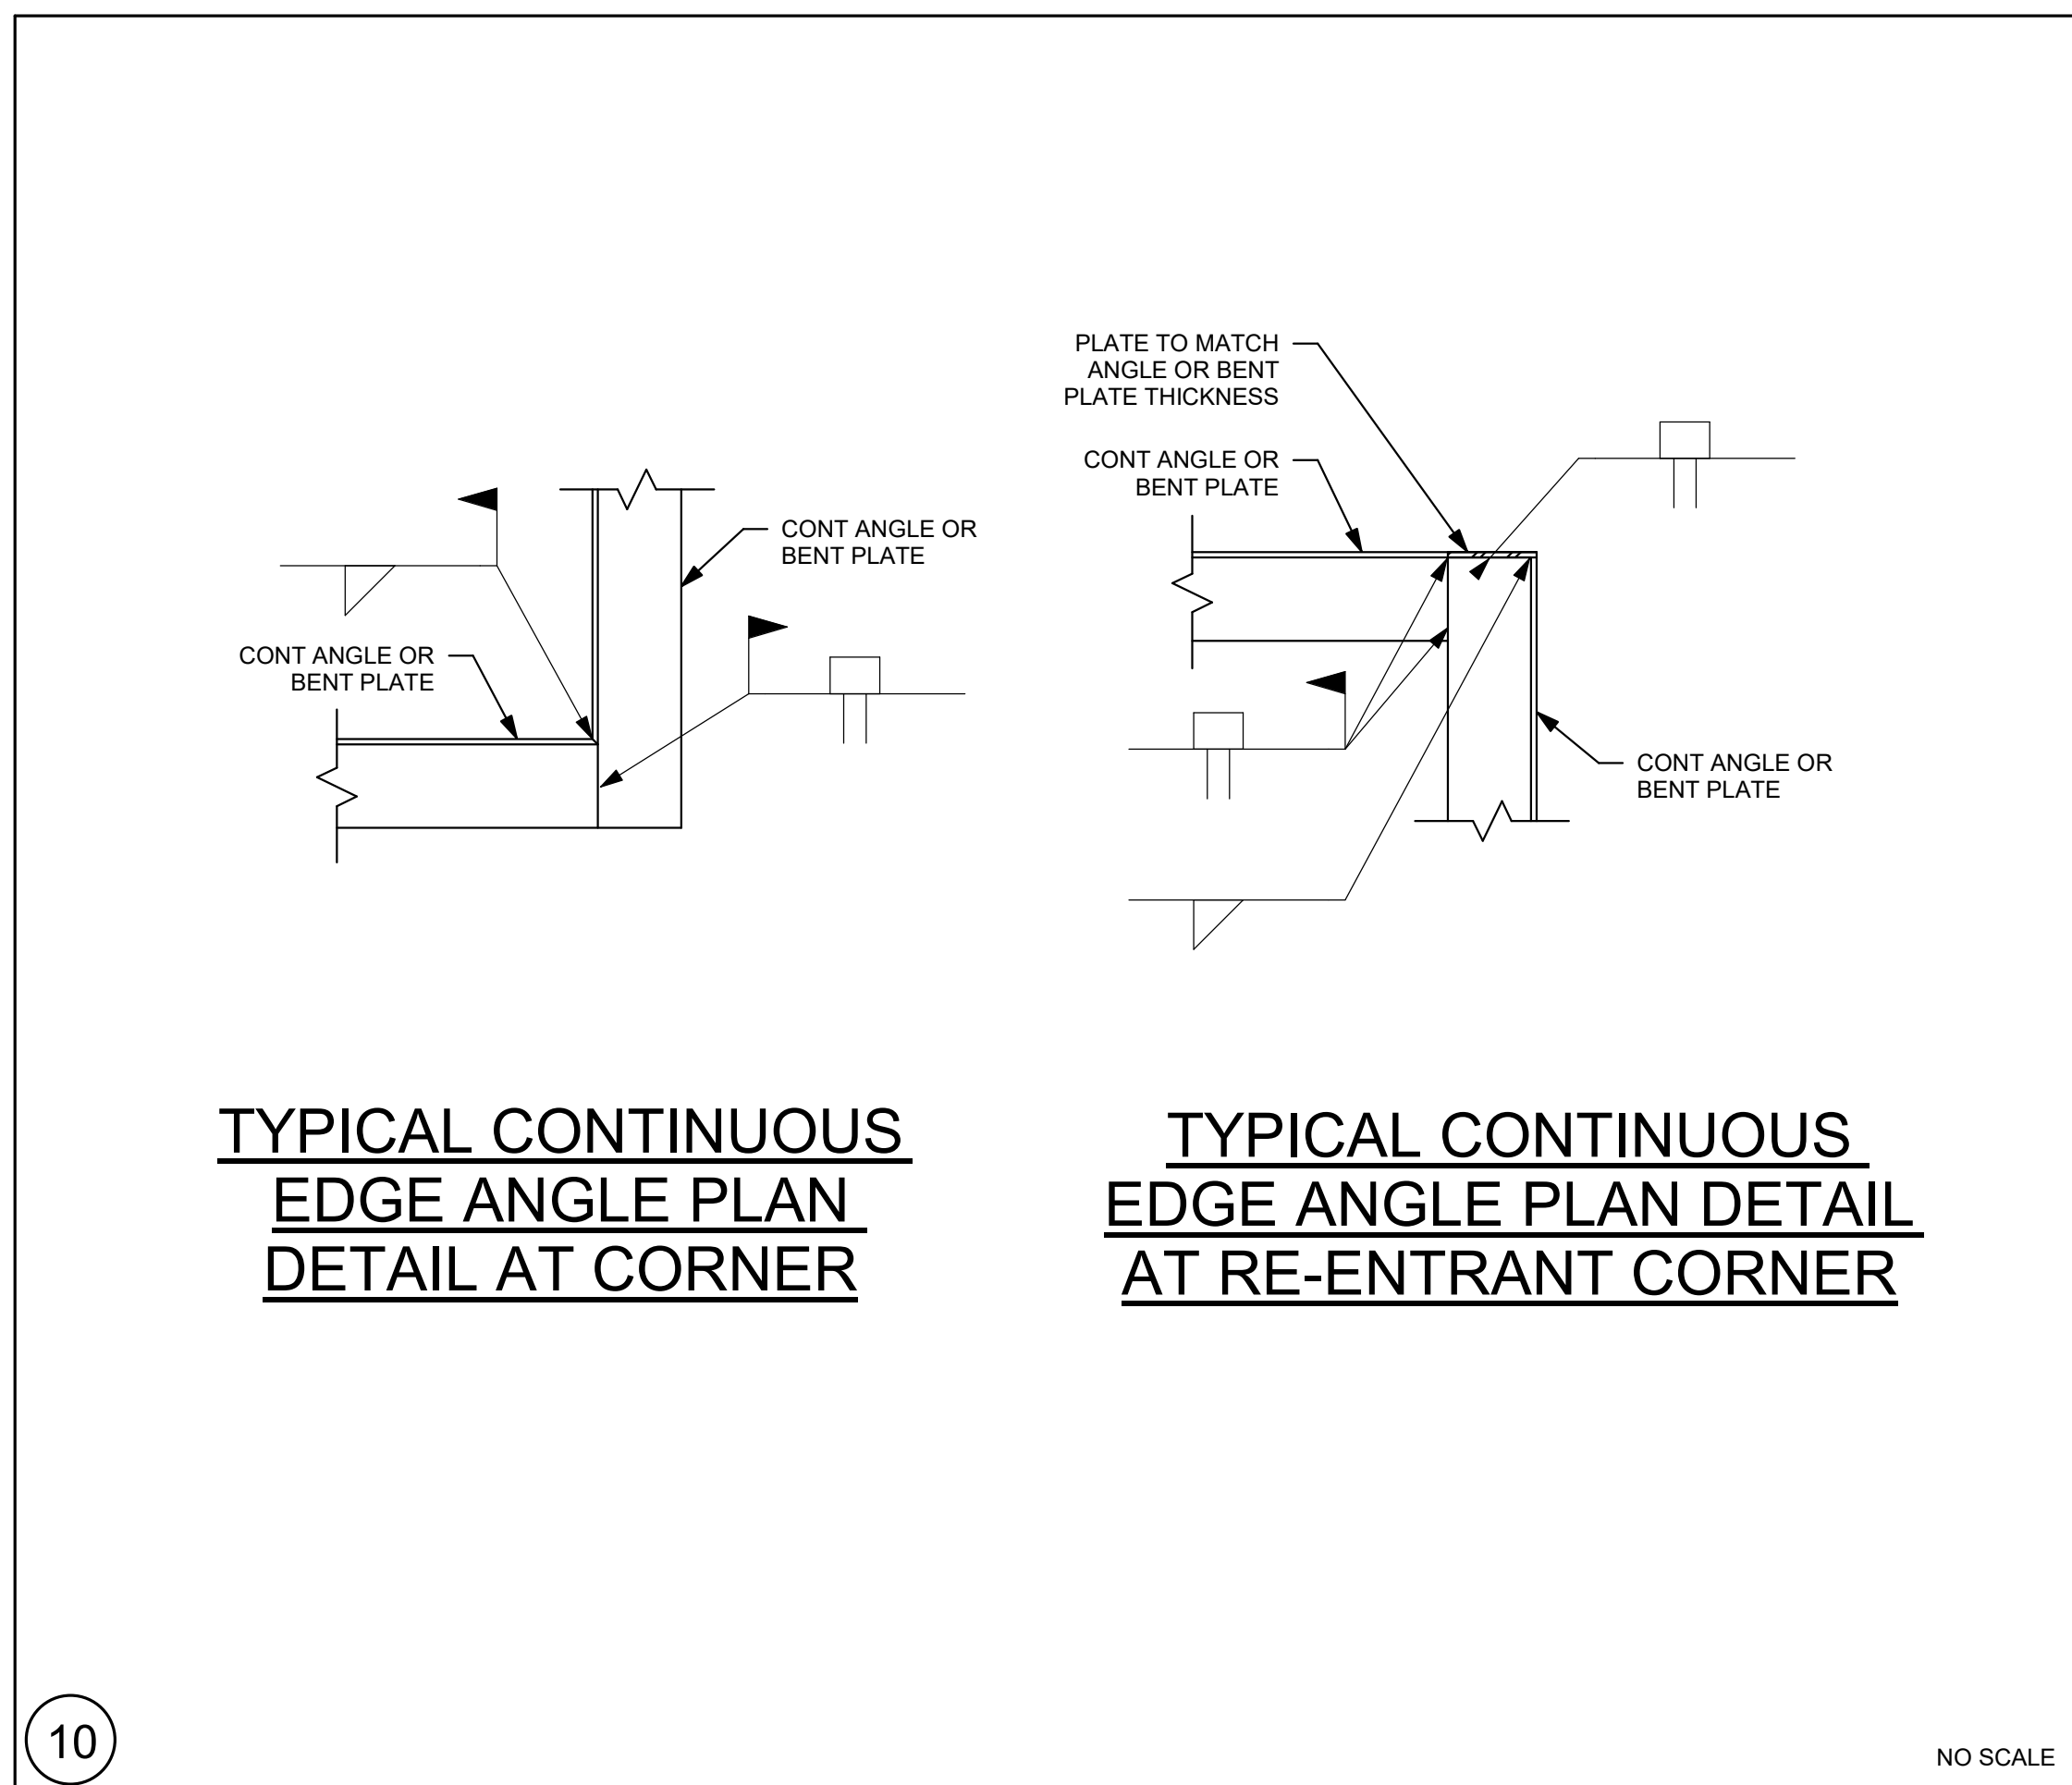 CONT ANGLE OR
BENT PLATE
CONT ANGLE OR
BENT PLATE
TYPICAL CONTINUOUS
EDGE ANGLE PLAN
DETAIL AT CORNER
PLATE TO MATCH
ANGLE OR BENT
PLATE THICKNESS
CONT ANGLE OR
BENT PLATE
CONT ANGLE OR
BENT PLATE
TYPICAL CONTINUOUS
EDGE ANGLE PLAN DETAIL
AT RE-ENTRANT CORNER
10
NO SCALE